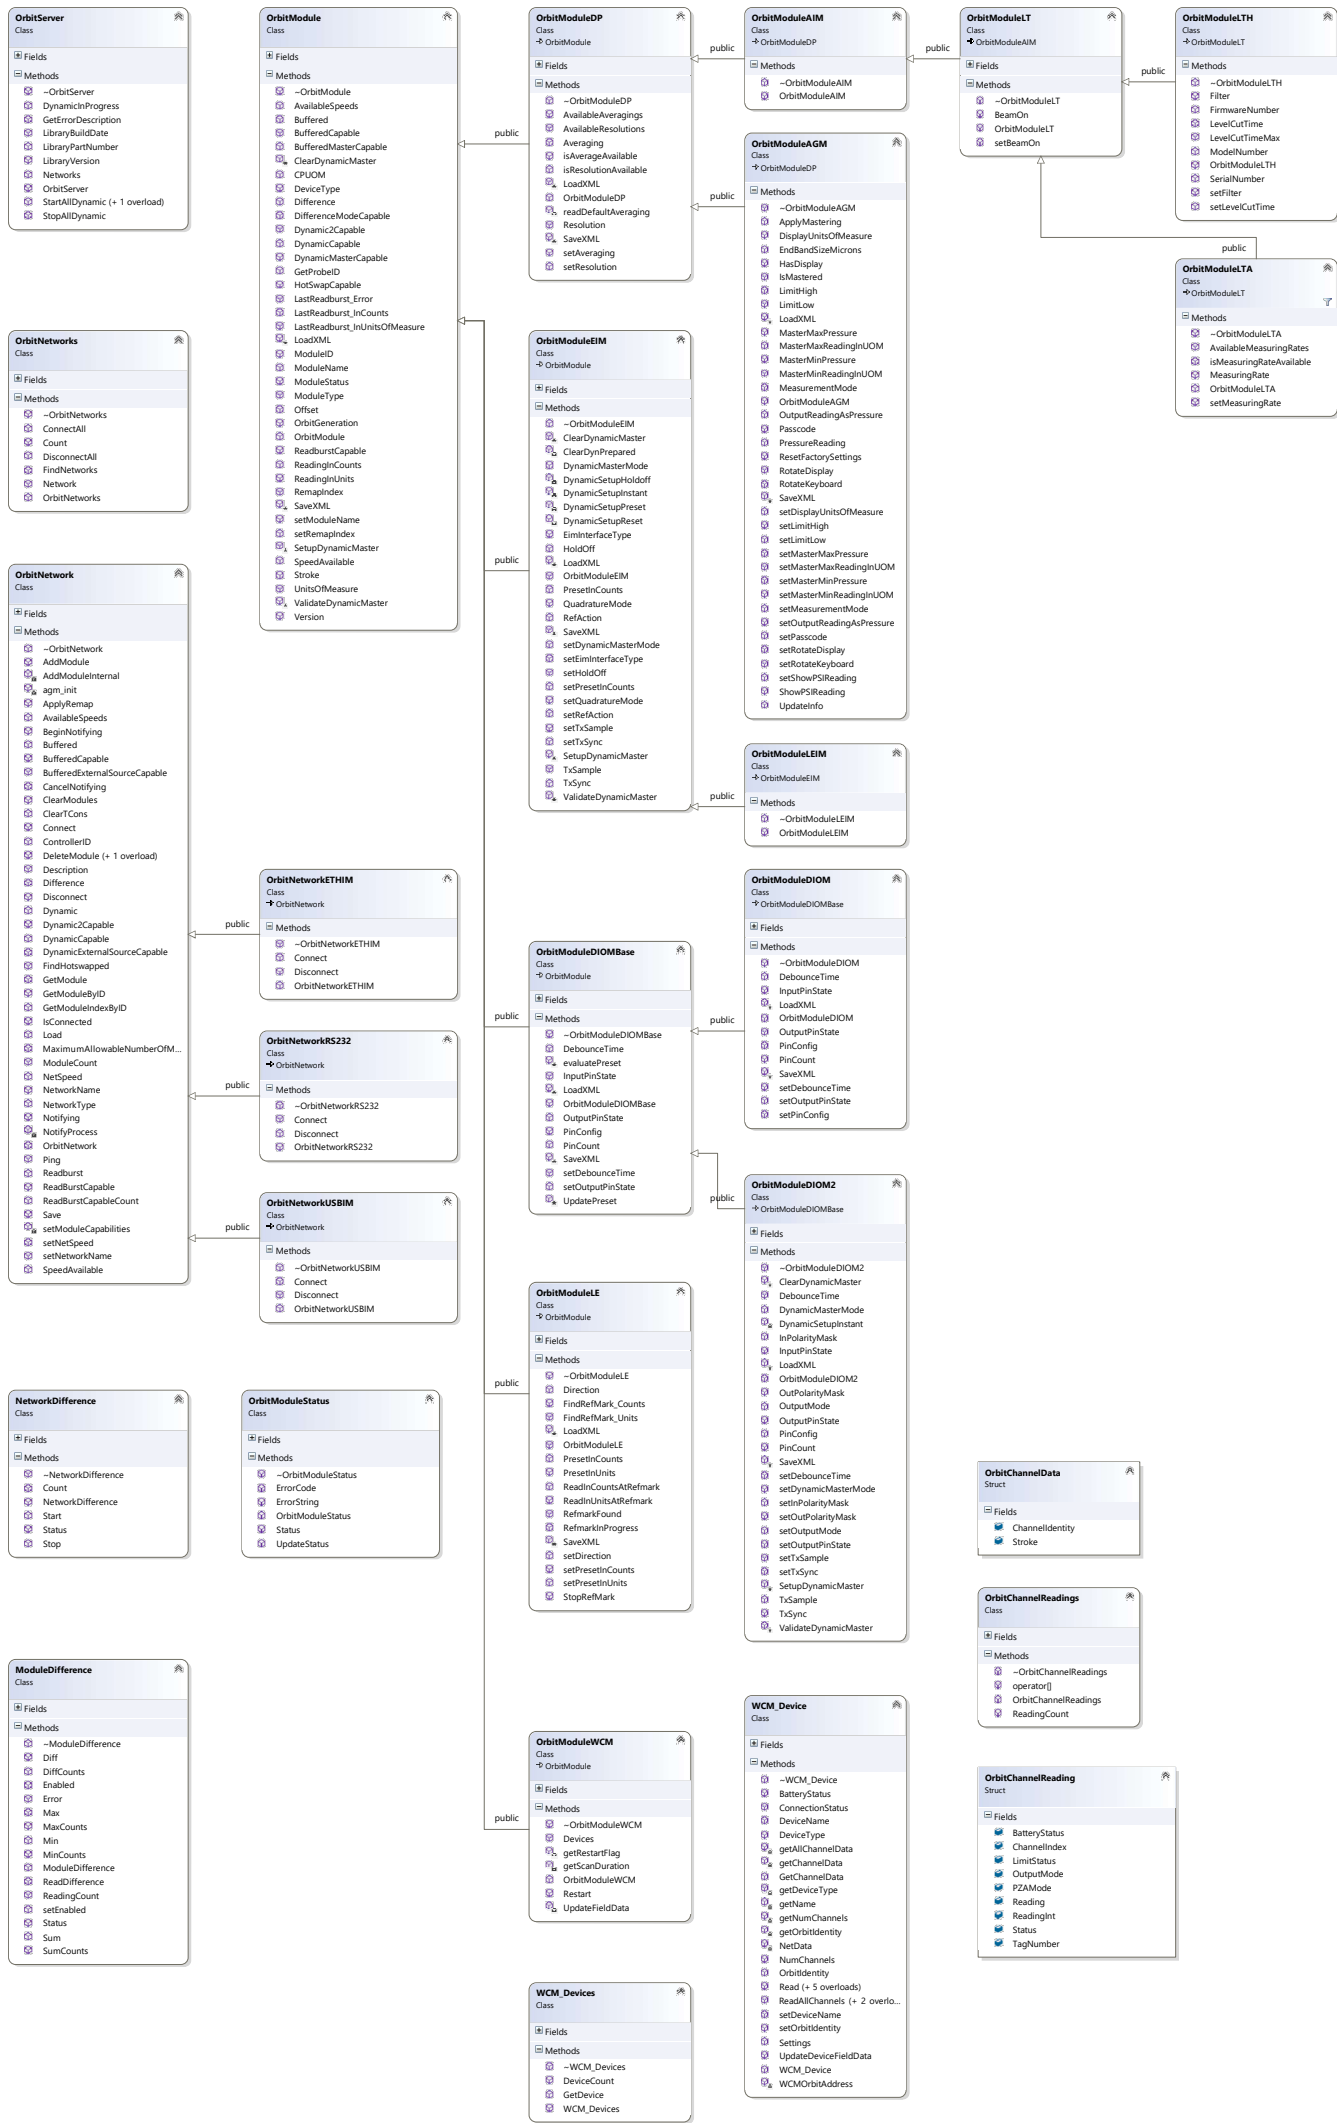 OrbitServer
Class
Fields
Methods
~OrbitServer
DynamicInProgress
GetErrorDescription
LibraryBuildDate
LibraryPartNumber
LibraryVersion
Networks
OrbitServer
StartAllDynamic (+ 1 overload)
StopAllDynamic
OrbitNetworks
Class
Fields
Methods
~OrbitNetworks
ConnectAll
Count
DisconnectAll
FindNetworks
Network
OrbitNetworks
OrbitNetwork
Class
Fields
Methods
~OrbitNetwork
AddModule
AddModuleInternal
agm_init
ApplyRemap
AvailableSpeeds
BeginNotifying
Buffered
BufferedCapable
BufferedExternalSourceCapable
CancelNotifying
ClearModules
ClearTCons
Connect
ControllerID
DeleteModule (+ 1 overload)
Description
Difference
Disconnect
Dynamic
Dynamic2Capable
DynamicCapable
DynamicExternalSourceCapable
FindHotswapped
GetModule
GetModuleByID
GetModuleIndexByID
IsConnected
Load
MaximumAllowableNumberOfM...
ModuleCount
NetSpeed
NetworkName
NetworkType
Notifying
NotifyProcess
OrbitNetwork
Ping
Readburst
ReadBurstCapable
ReadBurstCapableCount
Save
setModuleCapabilities
setNetSpeed
setNetworkName
SpeedAvailable
NetworkDifference
Class
Fields
Methods
~NetworkDifference
Count
NetworkDifference
Start
Status
Stop
ModuleDifference
Class
Fields
Methods
~ModuleDifference
Diff
DiffCounts
Enabled
Error
Max
MaxCounts
Min
MinCounts
ModuleDifference
ReadDifference
ReadingCount
setEnabled
Status
Sum
SumCounts
OrbitModule
Class
Fields
Methods
~OrbitModule
AvailableSpeeds
Buffered
BufferedCapable
BufferedMasterCapable
ClearDynamicMaster
CPUOM
DeviceType
Difference
DifferenceModeCapable
Dynamic2Capable
DynamicCapable
DynamicMasterCapable
GetProbeID
HotSwapCapable
LastReadburst_Error
LastReadburst_InCounts
LastReadburst_InUnitsOfMeasure
LoadXML
ModuleID
ModuleName
ModuleStatus
ModuleType
Offset
OrbitGeneration
OrbitModule
ReadburstCapable
ReadingInCounts
ReadingInUnits
RemapIndex
SaveXML
setModuleName
setRemapIndex
SetupDynamicMaster
SpeedAvailable
Stroke
UnitsOfMeasure
ValidateDynamicMaster
Version
public
OrbitNetworkETHIM
Class
OrbitNetwork
Methods
~OrbitNetworkETHIM
Connect
Disconnect
OrbitNetworkETHIM
public
OrbitNetworkRS232
Class
OrbitNetwork
Methods
~OrbitNetworkRS232
Connect
Disconnect
OrbitNetworkRS232
public
OrbitNetworkUSBIM
Class
OrbitNetwork
Methods
~OrbitNetworkUSBIM
Connect
Disconnect
OrbitNetworkUSBIM
OrbitModuleStatus
Class
Fields
Methods
~OrbitModuleStatus
ErrorCode
ErrorString
OrbitModuleStatus
Status
UpdateStatus
public
OrbitModuleDP
Class
OrbitModule
Fields
Methods
~OrbitModuleDP
AvailableAveragings
AvailableResolutions
Averaging
isAverageAvailable
isResolutionAvailable
LoadXML
OrbitModuleDP
readDefaultAveraging
Resolution
SaveXML
setAveraging
setResolution
public
OrbitModuleEIM
Class
OrbitModule
Fields
Methods
~OrbitModuleEIM
ClearDynamicMaster
ClearDynPrepared
DynamicMasterMode
DynamicSetupHoldoff
DynamicSetupInstant
DynamicSetupPreset
DynamicSetupReset
EimInterfaceType
HoldOff
LoadXML
OrbitModuleEIM
PresetInCounts
QuadratureMode
RefAction
SaveXML
setDynamicMasterMode
setEimInterfaceType
setHoldOff
setPresetInCounts
setQuadratureMode
setRefAction
setTxSample
setTxSync
SetupDynamicMaster
TxSample
TxSync
ValidateDynamicMaster
public
OrbitModuleDIOMBase
Class
OrbitModule
Fields
Methods
~OrbitModuleDIOMBase
DebounceTime
evaluatePreset
InputPinState
LoadXML
OrbitModuleDIOMBase
OutputPinState
PinConfig
PinCount
SaveXML
setDebounceTime
setOutputPinState
UpdatePreset
public
OrbitModuleLE
Class
OrbitModule
Fields
Methods
~OrbitModuleLE
Direction
FindRefMark_Counts
FindRefMark_Units
LoadXML
OrbitModuleLE
PresetInCounts
PresetInUnits
ReadInCountsAtRefmark
ReadInUnitsAtRefmark
RefmarkFound
RefmarkInProgress
SaveXML
setDirection
setPresetInCounts
setPresetInUnits
StopRefMark
public
OrbitModuleWCM
Class
OrbitModule
Fields
Methods
~OrbitModuleWCM
Devices
getRestartFlag
getScanDuration
OrbitModuleWCM
Restart
UpdateFieldData
WCM_Devices
Class
Fields
Methods
~WCM_Devices
DeviceCount
GetDevice
WCM_Devices
public
OrbitModuleAIM
Class
OrbitModuleDP
Methods
~OrbitModuleAIM
OrbitModuleAIM
public
OrbitModuleAGM
Class
OrbitModuleDP
Methods
~OrbitModuleAGM
ApplyMastering
DisplayUnitsOfMeasure
EndBandSizeMicrons
HasDisplay
IsMastered
LimitHigh
LimitLow
LoadXML
MasterMaxPressure
MasterMaxReadingInUOM
MasterMinPressure
MasterMinReadingInUOM
MeasurementMode
OrbitModuleAGM
OutputReadingAsPressure
Passcode
PressureReading
ResetFactorySettings
RotateDisplay
RotateKeyboard
SaveXML
setDisplayUnitsOfMeasure
setLimitHigh
setLimitLow
setMasterMaxPressure
setMasterMaxReadingInUOM
setMasterMinPressure
setMasterMinReadingInUOM
setMeasurementMode
setOutputReadingAsPressure
setPasscode
setRotateDisplay
setRotateKeyboard
setShowPSIReading
ShowPSIReading
UpdateInfo
public
OrbitModuleLEIM
Class
OrbitModuleEIM
Methods
~OrbitModuleLEIM
OrbitModuleLEIM
public
OrbitModuleDIOM
Class
OrbitModuleDIOMBase
Fields
Methods
~OrbitModuleDIOM
DebounceTime
InputPinState
LoadXML
OrbitModuleDIOM
OutputPinState
PinConfig
PinCount
SaveXML
setDebounceTime
setOutputPinState
setPinConfig
public
OrbitModuleDIOM2
Class
OrbitModuleDIOMBase
Fields
Methods
~OrbitModuleDIOM2
ClearDynamicMaster
DebounceTime
DynamicMasterMode
DynamicSetupInstant
InPolarityMask
InputPinState
LoadXML
OrbitModuleDIOM2
OutPolarityMask
OutputMode
OutputPinState
PinConfig
PinCount
SaveXML
setDebounceTime
setDynamicMasterMode
setInPolarityMask
setOutPolarityMask
setOutputMode
setOutputPinState
setTxSample
setTxSync
SetupDynamicMaster
TxSample
TxSync
ValidateDynamicMaster
WCM_Device
Class
Fields
Methods
~WCM_Device
BatteryStatus
ConnectionStatus
DeviceName
DeviceType
getAllChannelData
getChannelData
GetChannelData
getDeviceType
getName
getNumChannels
getOrbitIdentity
NetData
NumChannels
OrbitIdentity
Read (+ 5 overloads)
ReadAllChannels (+ 2 overlo...
setDeviceName
setOrbitIdentity
Settings
UpdateDeviceFieldData
WCM_Device
WCMOrbitAddress
public
OrbitModuleLT
Class
OrbitModuleAIM
Fields
Methods
~OrbitModuleLT
BeamOn
OrbitModuleLT
setBeamOn
public
OrbitModuleLTH
Class
OrbitModuleLT
Methods
~OrbitModuleLTH
Filter
FirmwareNumber
LevelCutTime
LevelCutTimeMax
ModelNumber
OrbitModuleLTH
SerialNumber
setFilter
setLevelCutTime
public
OrbitModuleLTA
Class
OrbitModuleLT
Methods
~OrbitModuleLTA
AvailableMeasuringRates
isMeasuringRateAvailable
MeasuringRate
OrbitModuleLTA
setMeasuringRate
OrbitChannelData
Struct
Fields
ChannelIdentity
Stroke
OrbitChannelReadings
Class
Fields
Methods
~OrbitChannelReadings
operator[]
OrbitChannelReadings
ReadingCount
OrbitChannelReading
Struct
Fields
BatteryStatus
ChannelIndex
LimitStatus
OutputMode
PZAMode
Reading
ReadingInt
Status
TagNumber